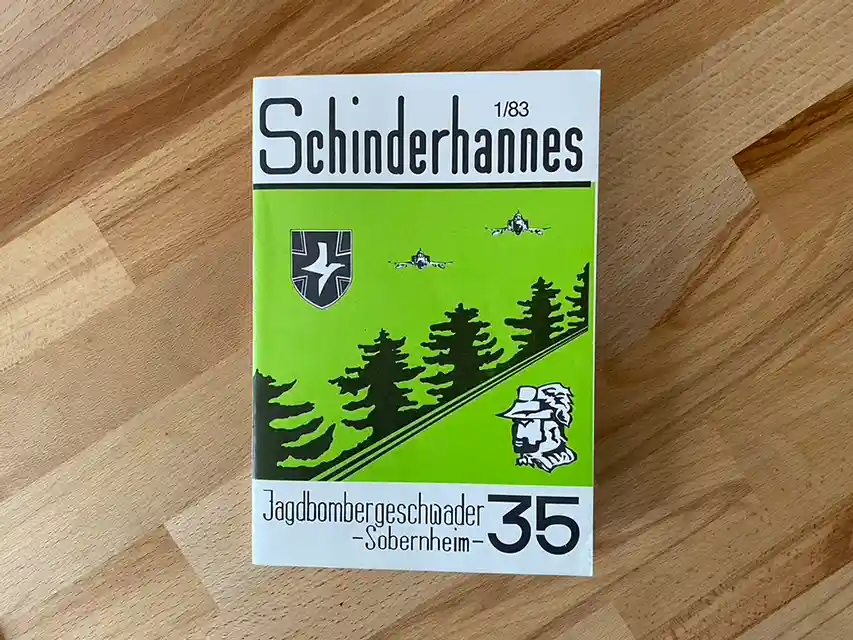 1/83
Schinderhannes
Jagdbombergeschwader
-Sobernheim-
35